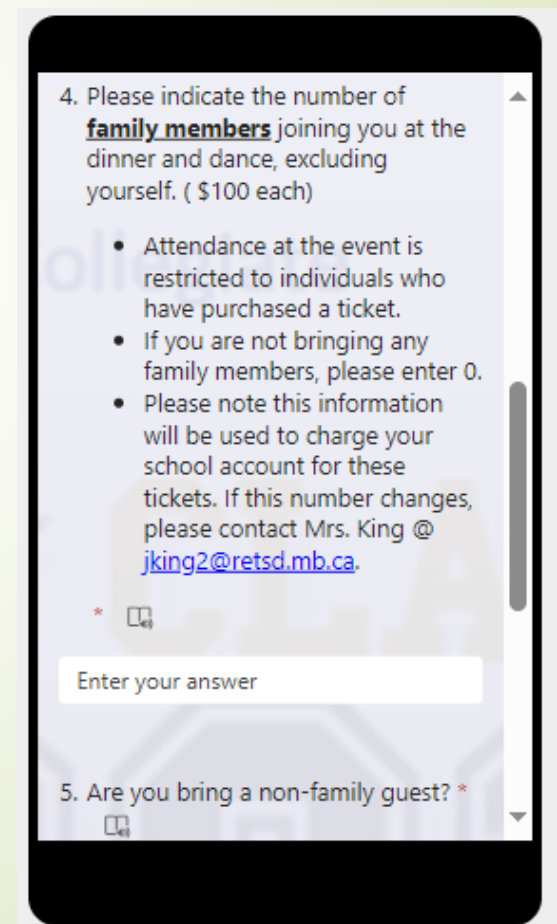 4. Please indicate the number of
family members joining you at the
dinner and dance, excluding
yourself. ( $100 each)
• Attendance at the event is
restricted to individuals who
have purchased a ticket.
• If you are not bringing any
family members, please enter 0.
• Please note this information
will be used to charge your
school account for these
tickets. If this number changes,
please contact Mrs. King @
jking2@retsd.mb.ca.
*
Enter your answer
5. Are you bring a non-family guest? *